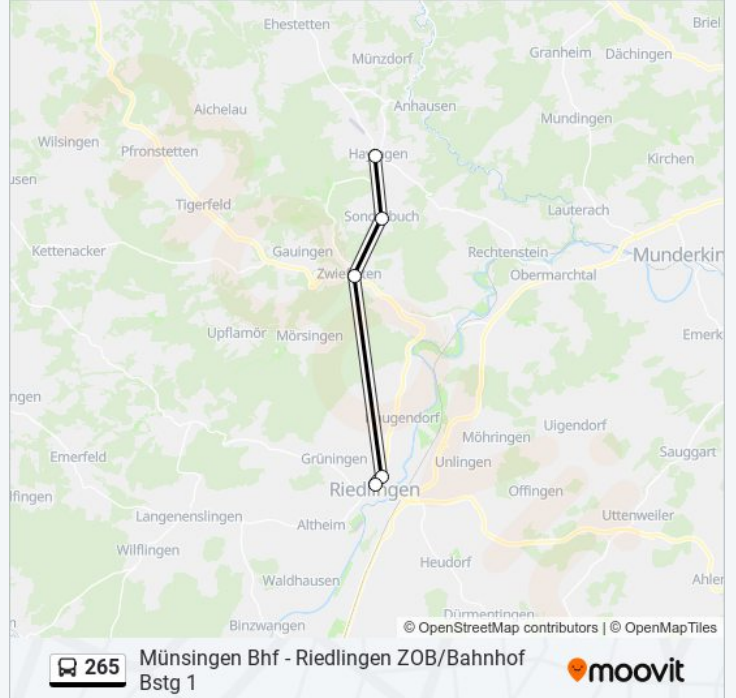 Ehestetten
Briel
Münzdorf
Granheim
Dächingen
Anhausen
Aichelau
Mundingen
Wilsingen
Pfronstetten
Kirchen
Tigerfeld
Lauterach
Kettenacker
Gauingen
Rechtenstein
Munderkin
Obermarchtal
Upflamör
Mörsingen
Emerk
ngen
Uigendorf
Möhringen
Emerfeld
Grüningen
Unlingen
Sauggart
lfingen
Riedlingen
Offingen
Langenenslingen
Altheim
Uttenweiler
Wilflingen
Heudorf
Waldhausen
Ahler
Dürmentingen
Binzwangen
© OpenStreetMap contributors | © OpenMapTiles
265
Münsingen Bhf - Riedlingen ZOB/Bahnhof
Bstg 1
moovit